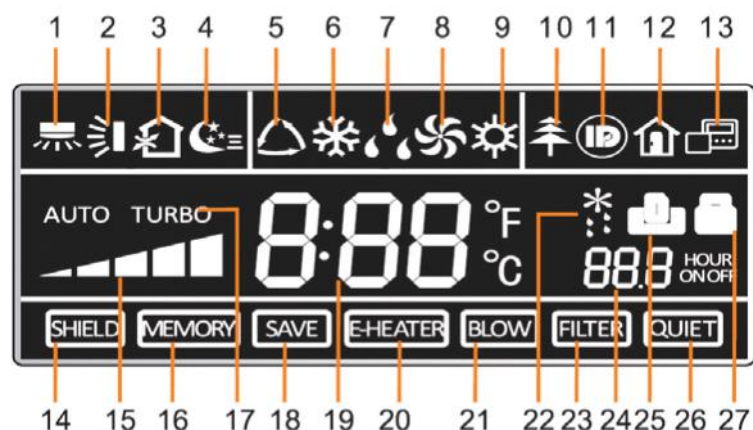 1 2 3 4 5 6 7 8 9 10 11 12 13
ID
AUTO TURBO
8:88 °F
°C
88.8 HOUR
ON OFF
SHIELD MEMORY SAVE E-HEATER BLOW FILTER QUIET
14 15 16 17 18 19 20 21 22 23 24 25 26 27